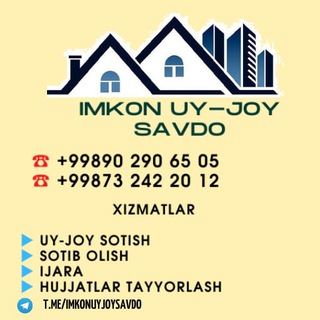 IMKON UY-JOY
SAVDO
☎ +99890 290 65 05
☎ +99873 242 20 12
XIZMATLAR
UY-JOY SOTISH
SOTIB OLISH
IJARA
HUJJATLAR TAYYORLASH
T.ME/IMKONUYJOYSAVDO